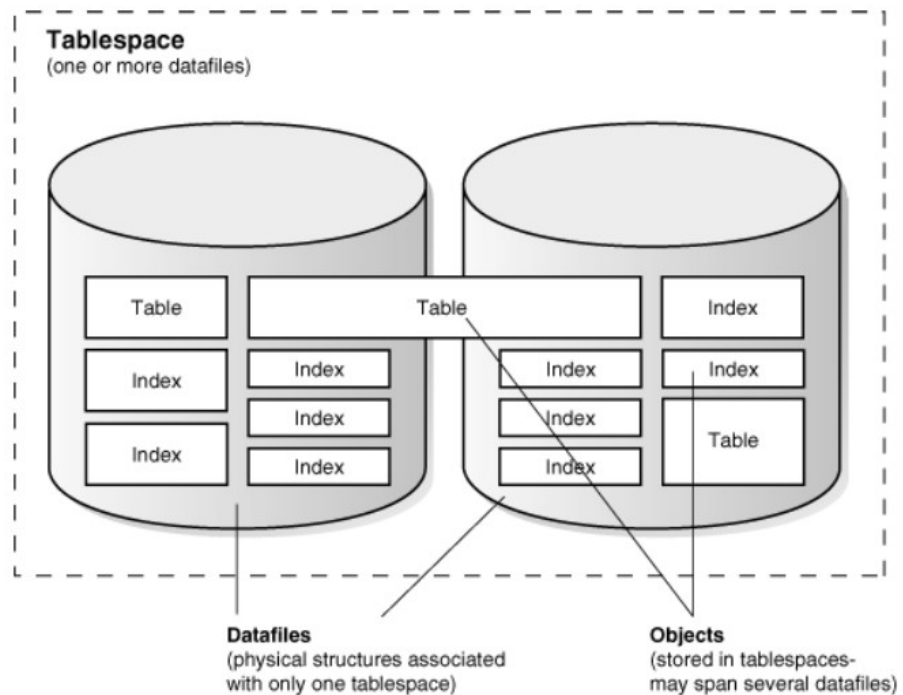 Tablespace
(one or more datafiles)
Table
Table
Index
Index
Index
Index
Index
Index
Index
Index
Table
Index
Index
Datafiles
(physical structures associated
with only one tablespace)
Objects
(stored in tablespaces-
may span several datafiles)